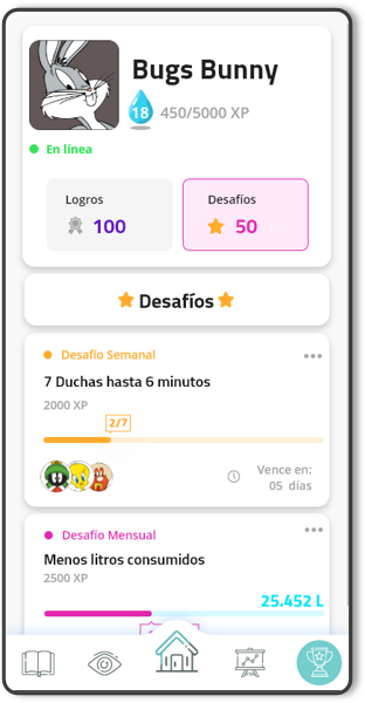 Bugs Bunny
18 450/5000 XP
En línea
Logros
100
Desafíos
50
Desafíos
Desafío Semanal
7 Duchas hasta 6 minutos
2000 XP
2/7
Vence en:
05 días
Desafío Mensual
Menos litros consumidos
2500 XP
25.452 L